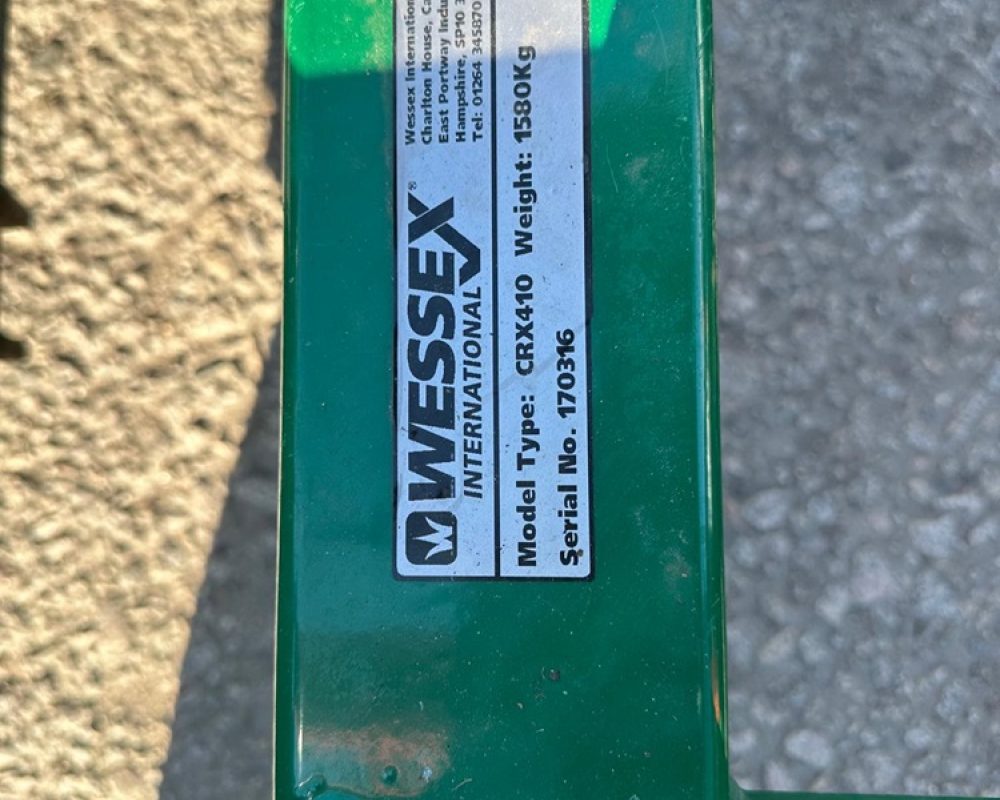 WESSEX®
INTERNATIONAL
Wessex Internation
Charlton House,
East Portway
Hampshire, SP10
Tel: 01264 345870
Model Type: CRX410 Weight: 1580Kg
Serial No. 170316